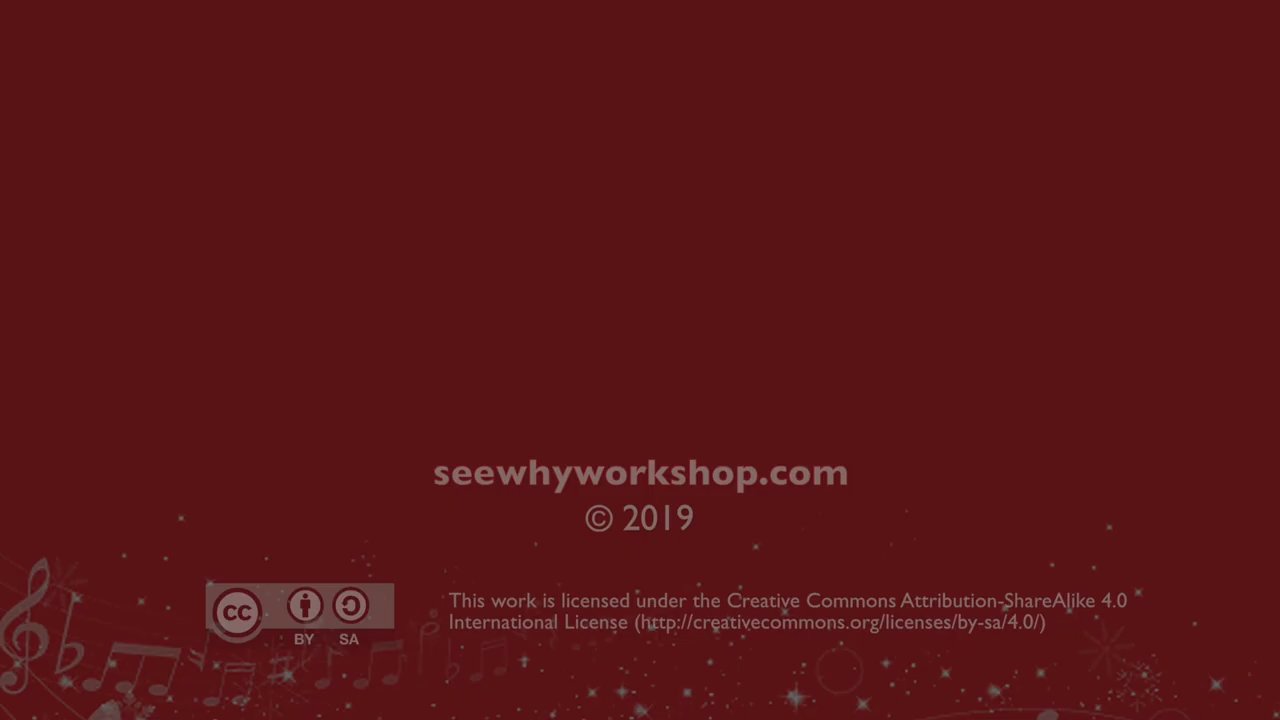 seewhyworkshop.com
© 2019
cc
BY SA
This work is licensed under the Creative Commons Attribution-ShareAlike 4.0
International License (http://creativecommons.org/licenses/by-sa/4.0/)